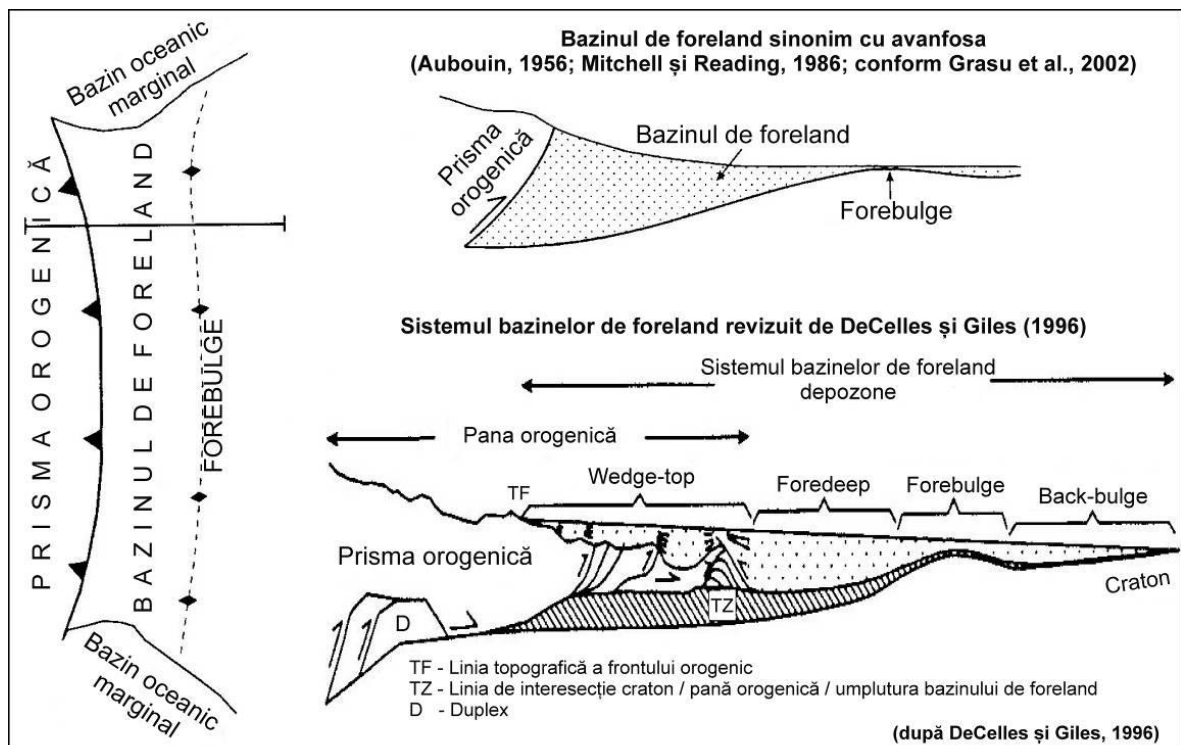 Bazin oceanic
marginal
PRISMA OROGENICĂ
BAZINUL DE FORELAND
FOREBULGE
Bazin oceanic
marginal
Bazinul de foreland sinonim cu avanfosa
(Aubouin, 1956; Mitchell și Reading, 1986; conform Grasu et al., 2002)
Prisma
orogenică
Bazinul de foreland
Forebulge
Sistemul bazinelor de foreland revizuit de DeCelles și Giles (1996)
Sistemul bazinelor de foreland
depozone
Pana orogenică
TF
Wedge-top
Foredeep
Forebulge
Back-bulge
Prisma orogenică
Craton
D
TZ
TF - Linia topografică a frontului orogenic
TZ - Linia de interesecție craton / pană orogenică / umplutura bazinului de foreland
D - Duplex
(după DeCelles și Giles, 1996)